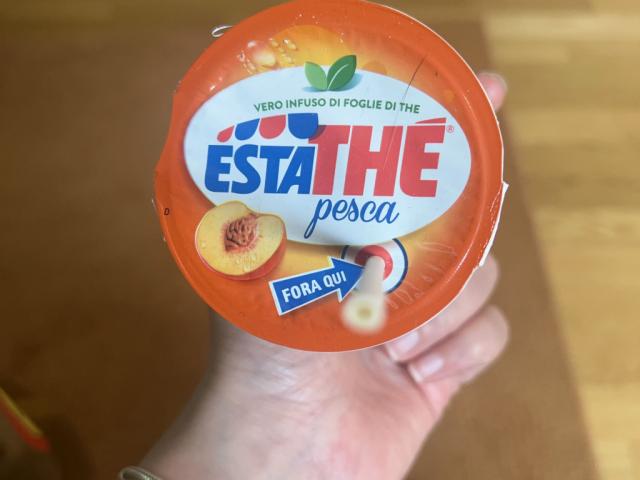 VERO INFUSO DI FOGLIE DI THE
ESTATHÉ®
pesca
FORA QUI
D